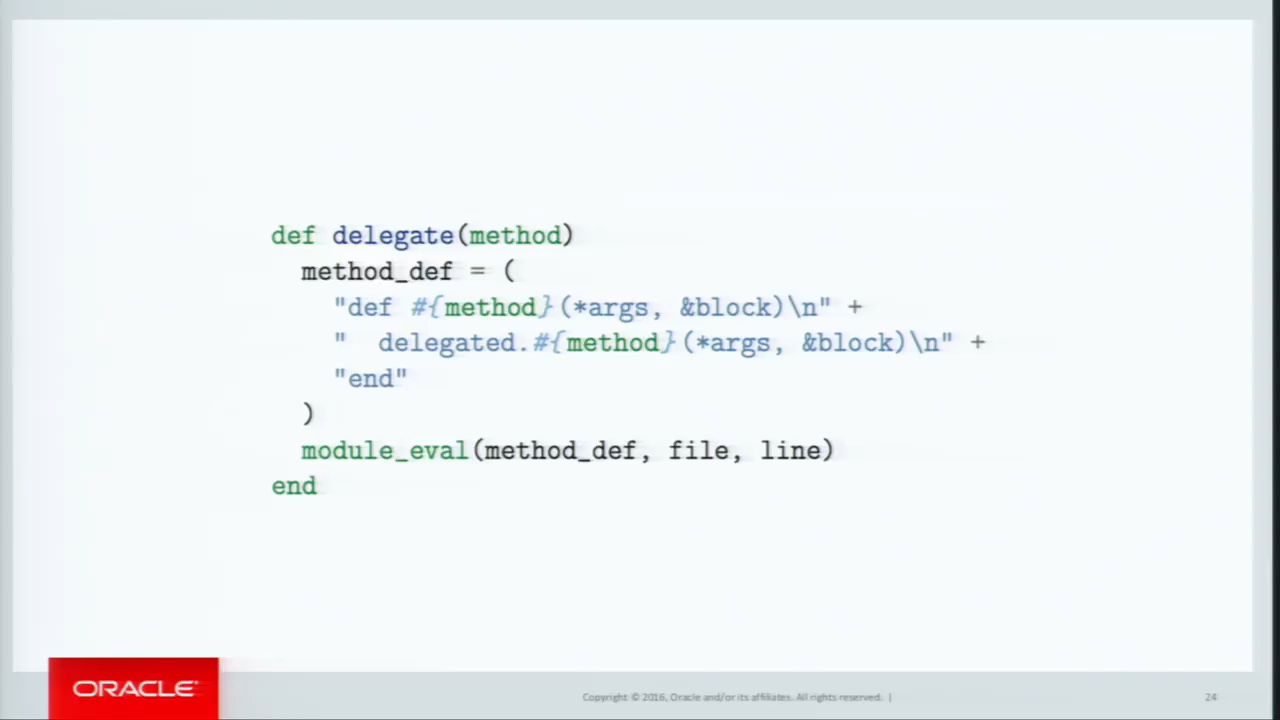 def delegate(method)
  method_def = (
    "def #{method}(*args, &block)\n" +
    "  delegated.#{method}(*args, &block)\n" +
    "end"
  )
  module_eval(method_def, file, line)
end
ORACLE
Copyright © 2016, Oracle and/or its affiliates. All rights reserved. |
24